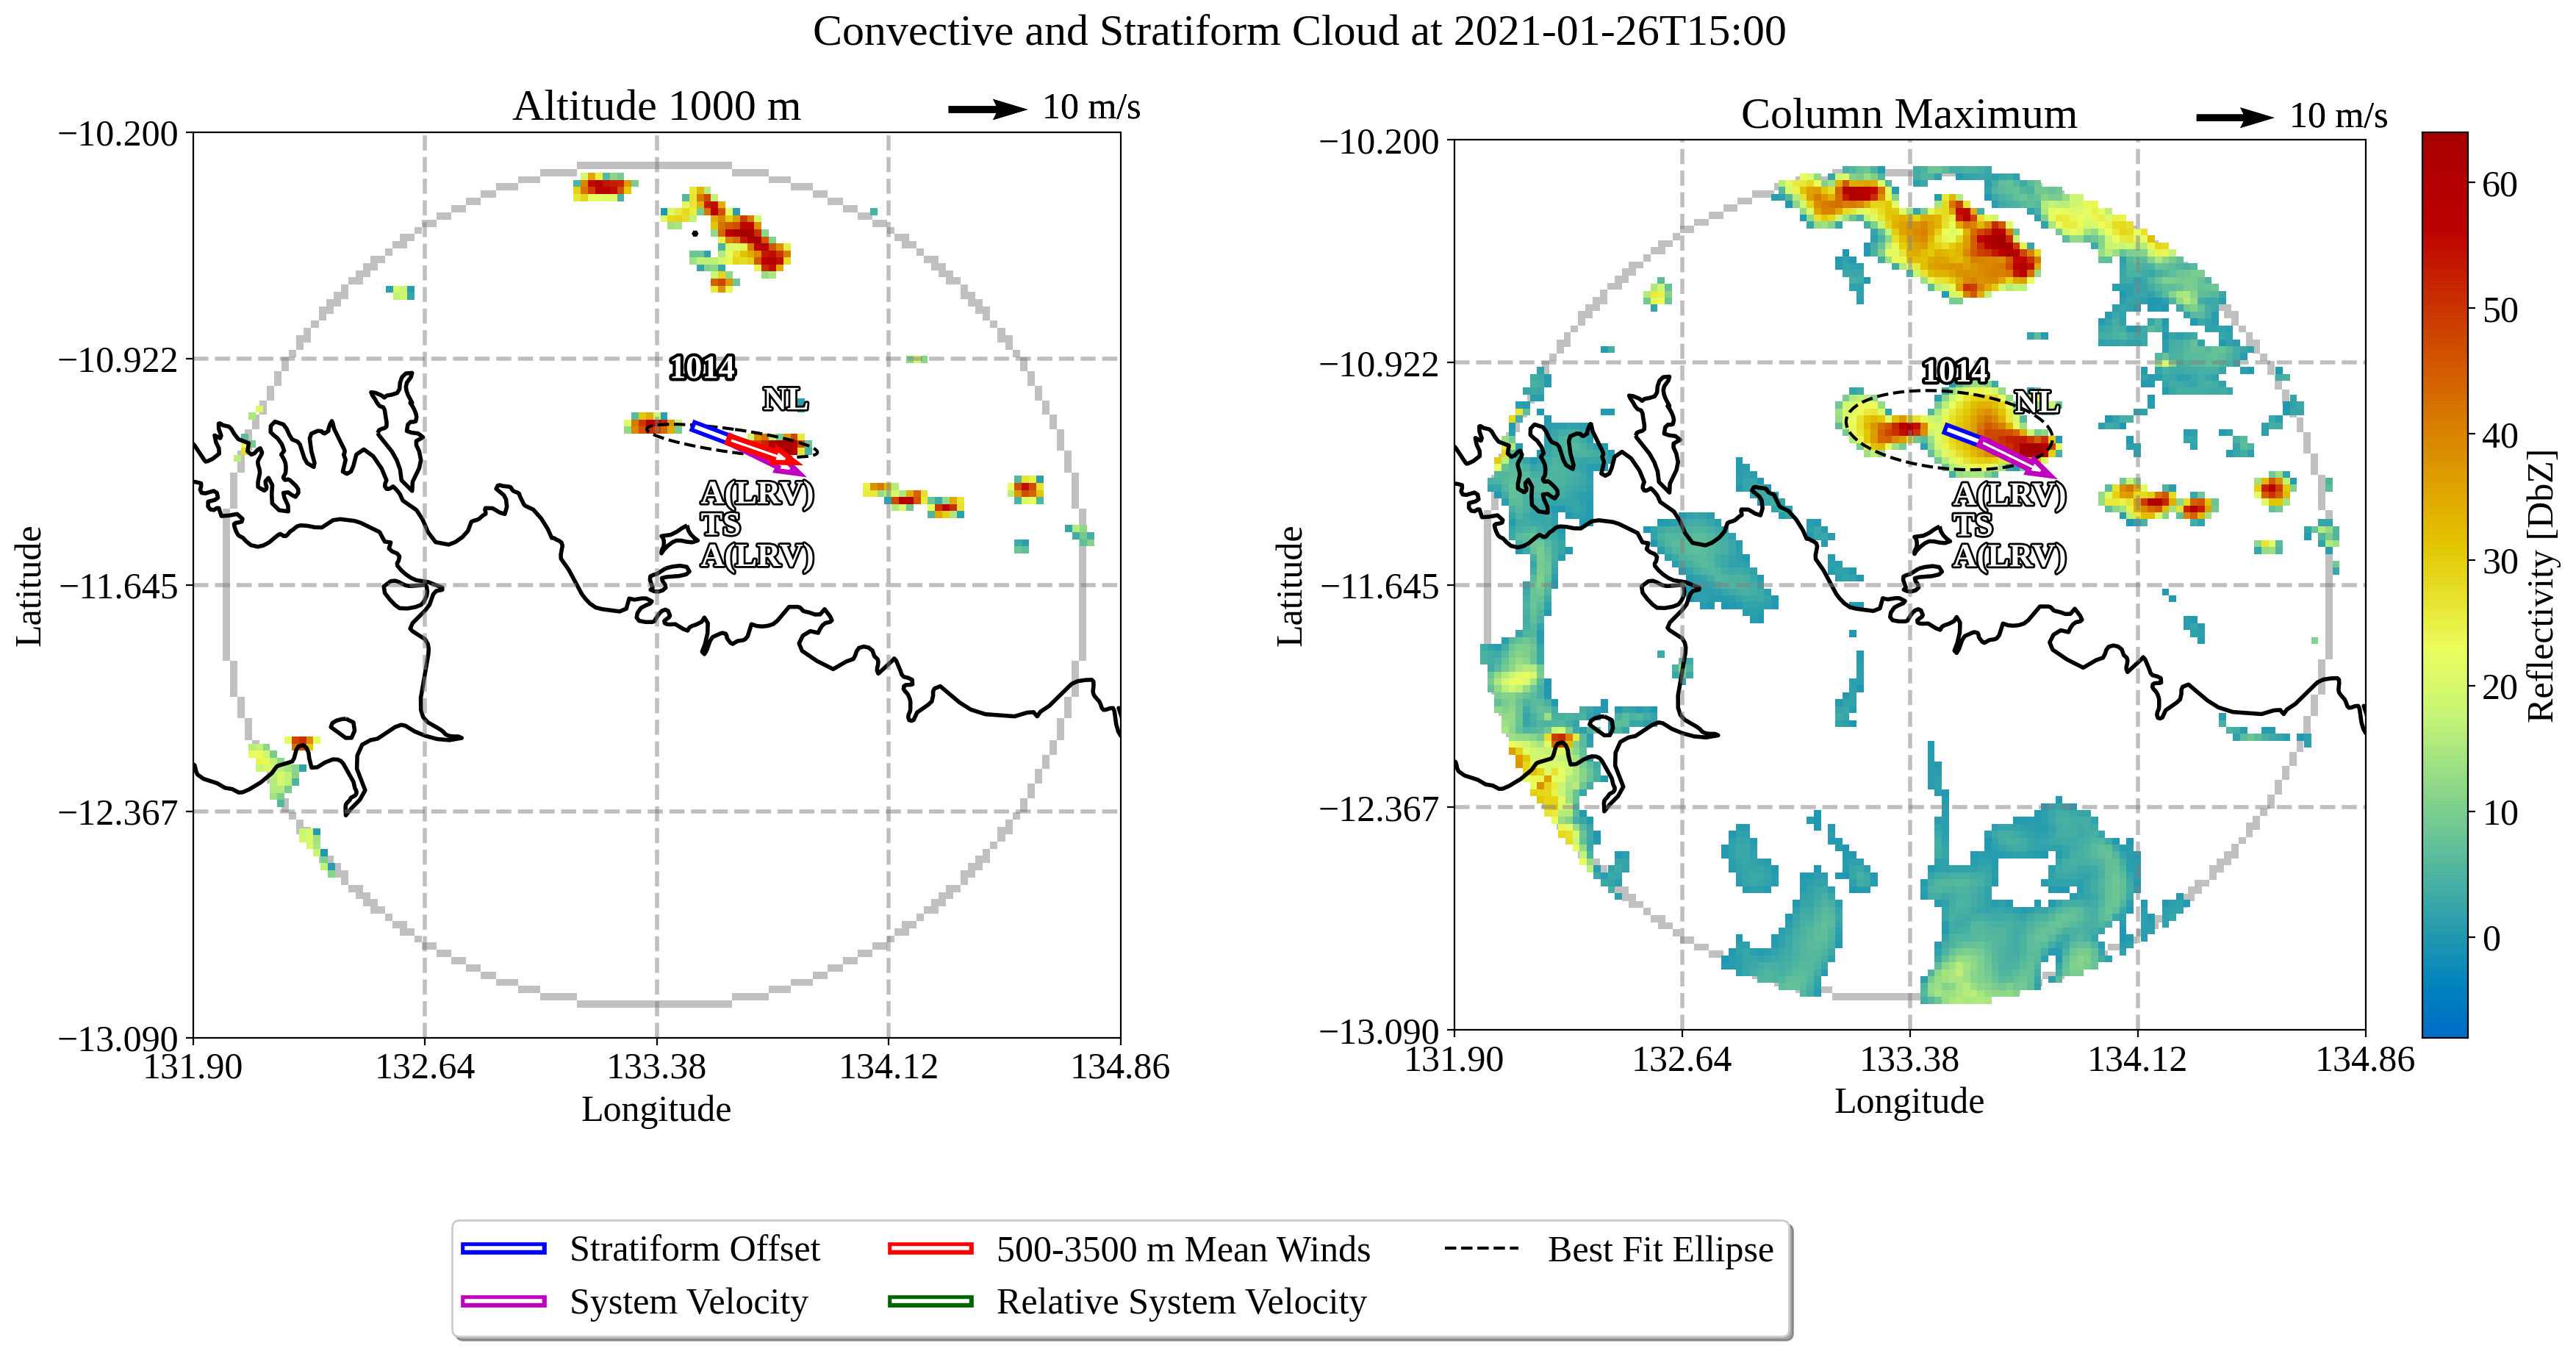 Convective and Stratiform Cloud at 2021-01-26T15:00
Altitude 1000 m
10 m/s
−10.200
−10.922
−11.645
−12.367
−13.090
Latitude
131.90
132.64
133.38
134.12
134.86
Longitude
1014
NL
A(LRV)
TS
A(LRV)
Column Maximum
10 m/s
−10.200
−10.922
−11.645
−12.367
−13.090
Latitude
131.90
132.64
133.38
134.12
134.86
Longitude
1014
NL
A(LRV)
TS
A(LRV)
60
50
40
30
20
10
0
Reflectivity [DbZ]
Stratiform Offset
System Velocity
500-3500 m Mean Winds
Relative System Velocity
Best Fit Ellipse